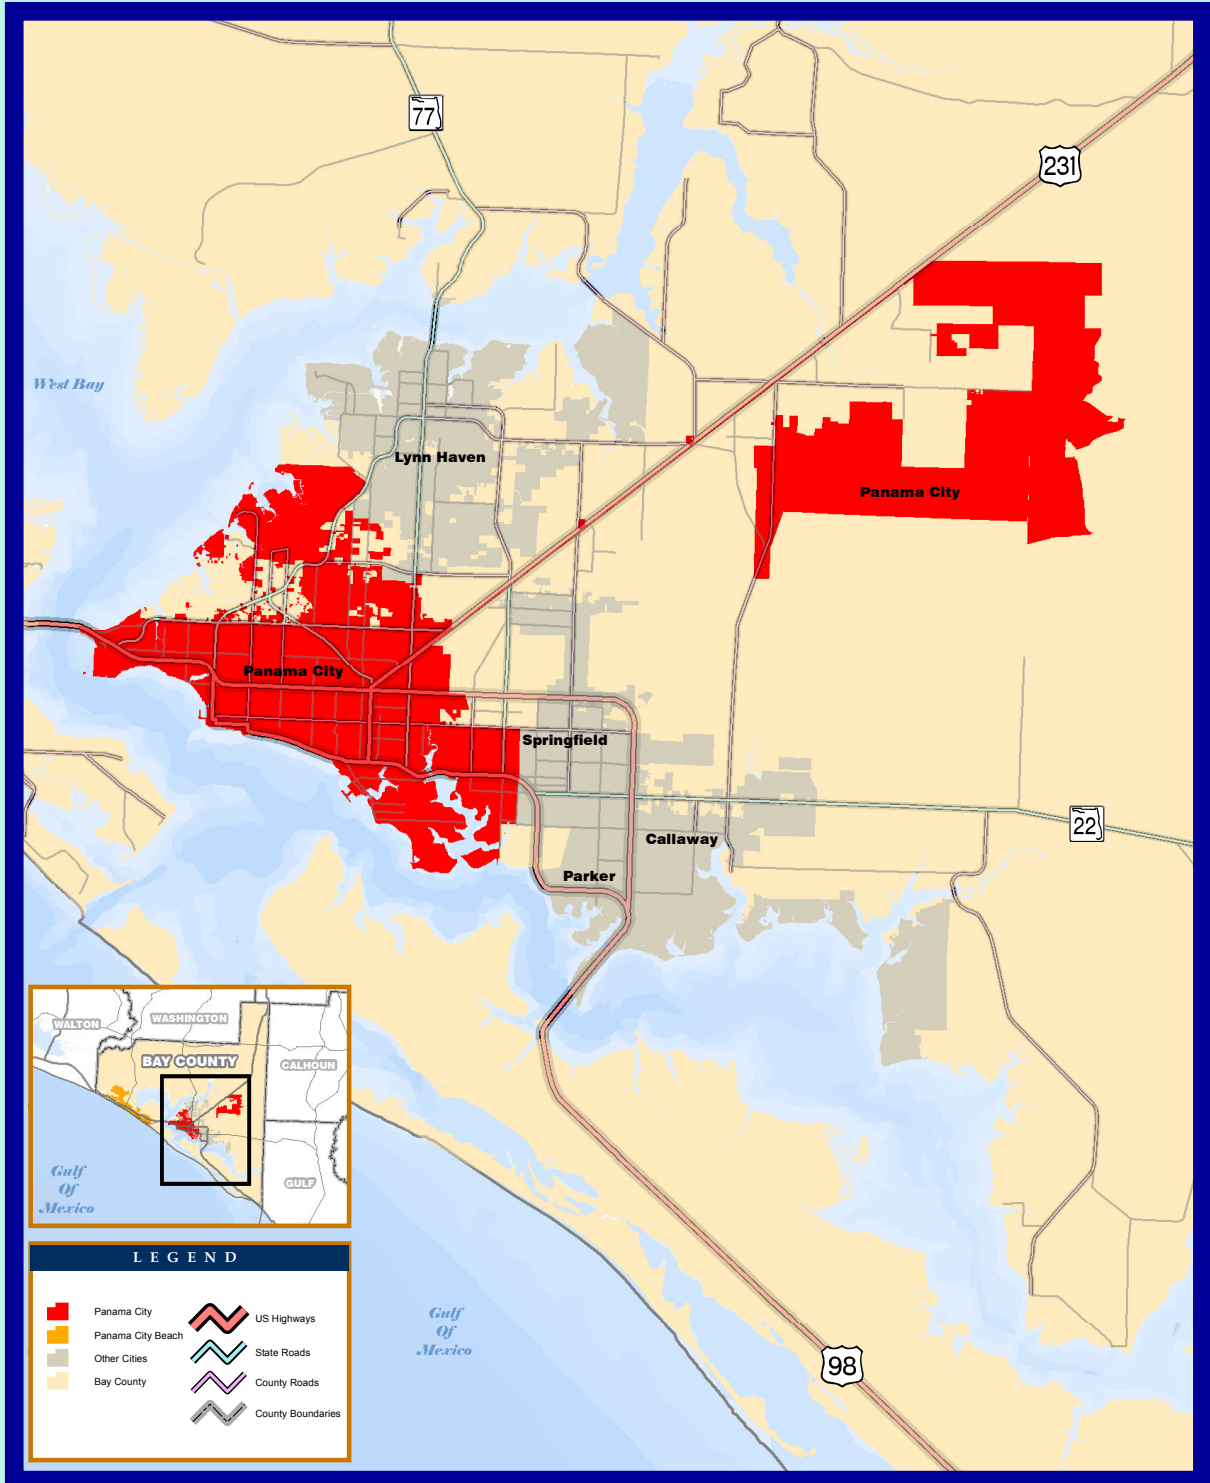 77
231
West Bay
Lynn Haven
Panama City
Panama City
Springfield
22
Callaway
Parker
WALTON
WASHINGTON
BAY COUNTY
CALHOUN
GULF
Gulf
Of
Mexico
LEGEND
Panama City
Panama City Beach
Other Cities
Bay County
US Highways
State Roads
County Roads
County Boundaries
Gulf
Of
Mexico
98